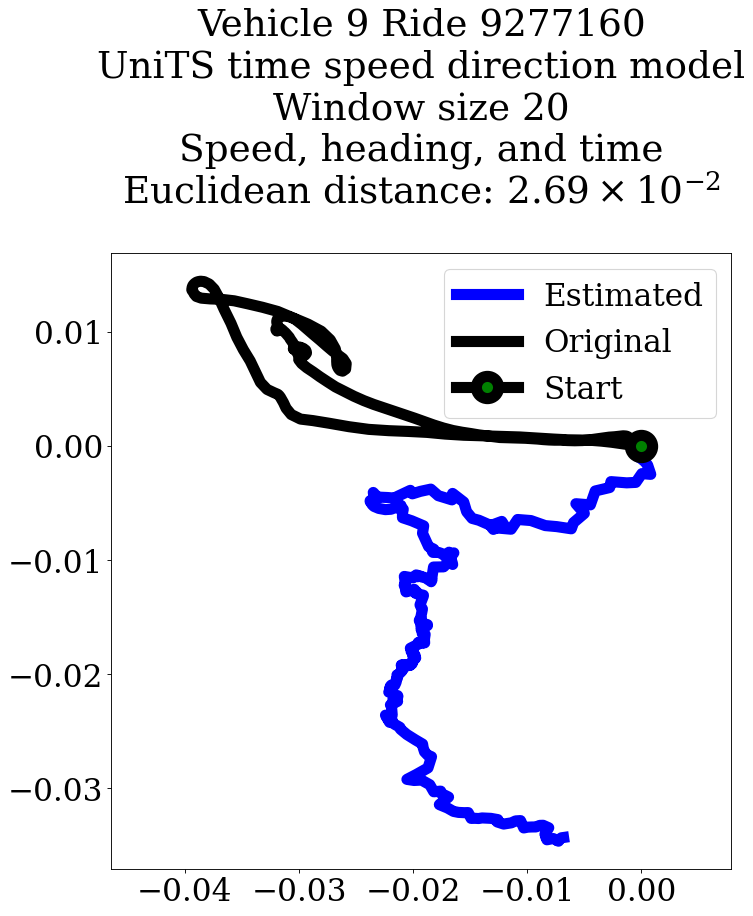 Vehicle 9 Ride 9277160
UniTS time speed direction model
Window size 20
Speed, heading, and time
Euclidean distance: 2.69 × 10⁻²
Estimated
Original
Start
0.01
0.00
−0.01
−0.02
−0.03
−0.04 −0.03 −0.02 −0.01 0.00